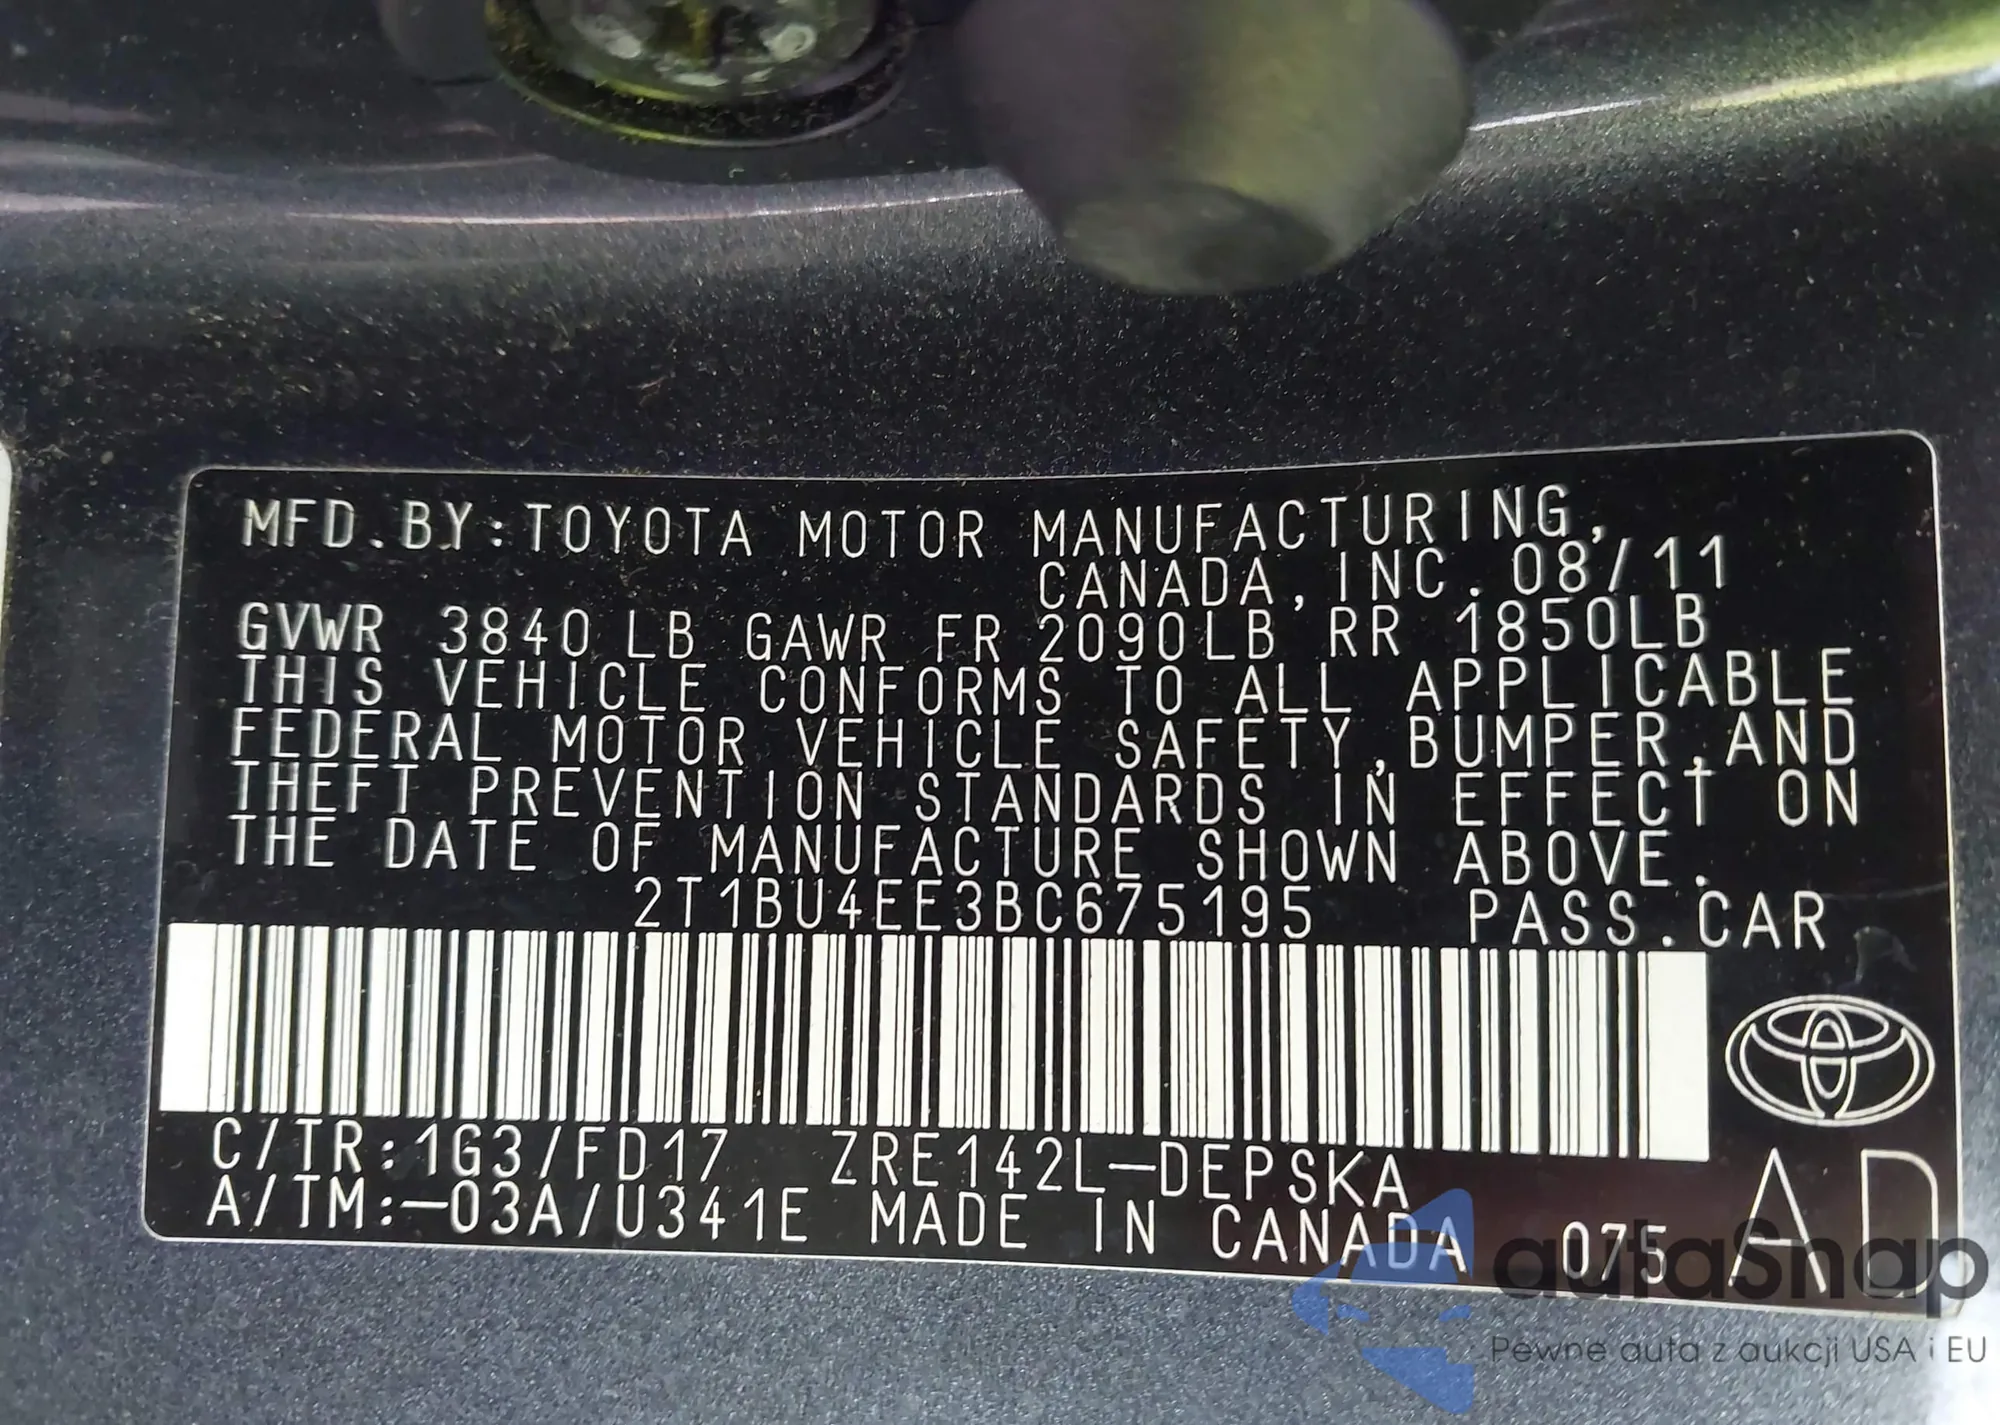 MFD.BY:TOYOTA MOTOR MANUFACTURING,
CANADA,INC. 08/11
GVWR 3840 LB GAWR FR 2090LB RR 1850LB
THIS VEHICLE CONFORMS TO ALL APPLICABLE
FEDERAL MOTOR VEHICLE SAFETY,BUMPER,AND
THEFT PREVENTION STANDARDS IN EFFECT ON
THE DATE OF MANUFACTURE SHOWN ABOVE.
2T1BU4EE3BC675195 PASS.CAR
C/TR:1G3/FD17 ZRE142L-DEPSKA
A/TM:-03A/U341E MADE IN CANADA 075 AD
autoSnap
Pewne auta z aukcji USA i EU